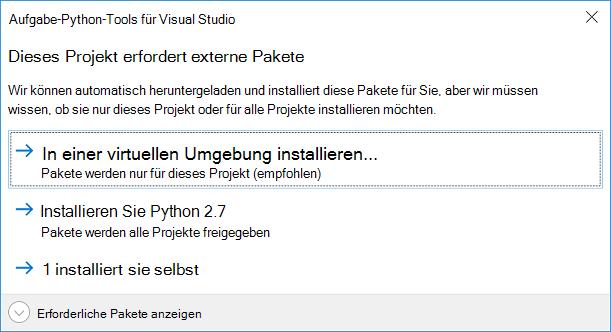 Aufgabe-Python-Tools für Visual Studio
Dieses Projekt erfordert externe Pakete
Wir können automatisch heruntergeladen und installiert diese Pakete für Sie, aber wir müssen
wissen, ob sie nur dieses Projekt oder für alle Projekte installieren möchten.
In einer virtuellen Umgebung installieren...
Pakete werden nur für dieses Projekt (empfohlen)
Installieren Sie Python 2.7
Pakete werden alle Projekte freigegeben
1 installiert sie selbst
Erforderliche Pakete anzeigen